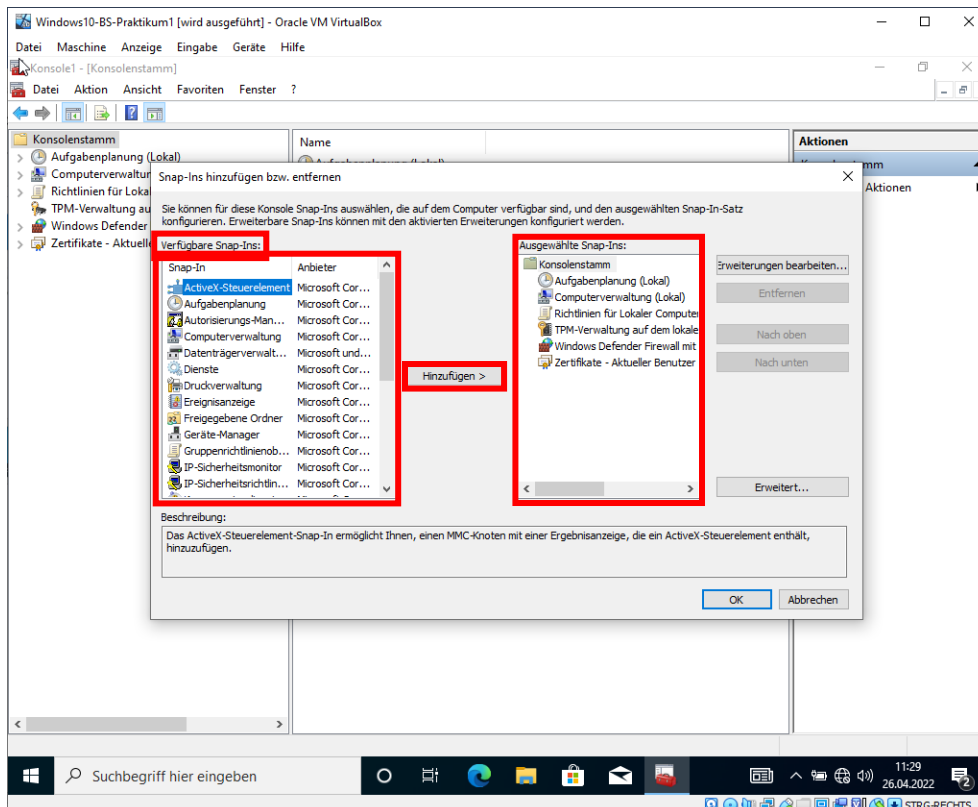 Windows10-BS-Praktikum1 [wird ausgeführt] - Oracle VM VirtualBox
Datei Maschine Anzeige Eingabe Geräte Hilfe
Konsole1 - [Konsolenstamm]
Datei Aktion Ansicht Favoriten Fenster ?
Konsolenstamm
Aufgabenplanung (Lokal)
Computerverwaltur
Richtlinien für Loka
TPM-Verwaltung au
Windows Defender
Zertifikate - Aktuelle
Name
Aktionen
mm
Aktionen
Snap-Ins hinzufügen bzw. entfernen
Sie können für diese Konsole Snap-Ins auswählen, die auf dem Computer verfügbar sind, und den ausgewählten Snap-In-Satz
konfigurieren. Erweiterbare Snap-Ins können mit den aktivierten Erweiterungen konfiguriert werden.
Verfügbare Snap-Ins:
Snap-In Anbieter
ActiveX-Steuerelement Microsoft Cor...
Aufgabenplanung Microsoft Cor...
Autorisierungs-Man... Microsoft Cor...
Computerverwaltung Microsoft Cor...
Datenträgerverwalt... Microsoft und...
Dienste Microsoft Cor...
Druckverwaltung Microsoft Cor...
Ereignisanzeige Microsoft Cor...
Freigegebene Ordner Microsoft Cor...
Geräte-Manager Microsoft Cor...
Gruppenrichtlinienob... Microsoft Cor...
IP-Sicherheitsmonitor Microsoft Cor...
IP-Sicherheitsrichtlin... Microsoft Cor...
Hinzufügen >
Ausgewählte Snap-Ins:
Konsolenstamm
Aufgabenplanung (Lokal)
Computerverwaltung (Lokal)
Richtlinien für Lokaler Computer
TPM-Verwaltung auf dem lokale
Windows Defender Firewall mit
Zertifikate - Aktueller Benutzer
Erweiterungen bearbeiten...
Entfernen
Nach oben
Nach unten
Erweitert...
Beschreibung:
Das ActiveX-Steuerelement-Snap-In ermöglicht Ihnen, einen MMC-Knoten mit einer Ergebnisanzeige, die ein ActiveX-Steuerelement enthält,
hinzuzufügen.
OK Abbrechen
Suchbegriff hier eingeben
11:29
26.04.2022
2
STRG-RECHTS